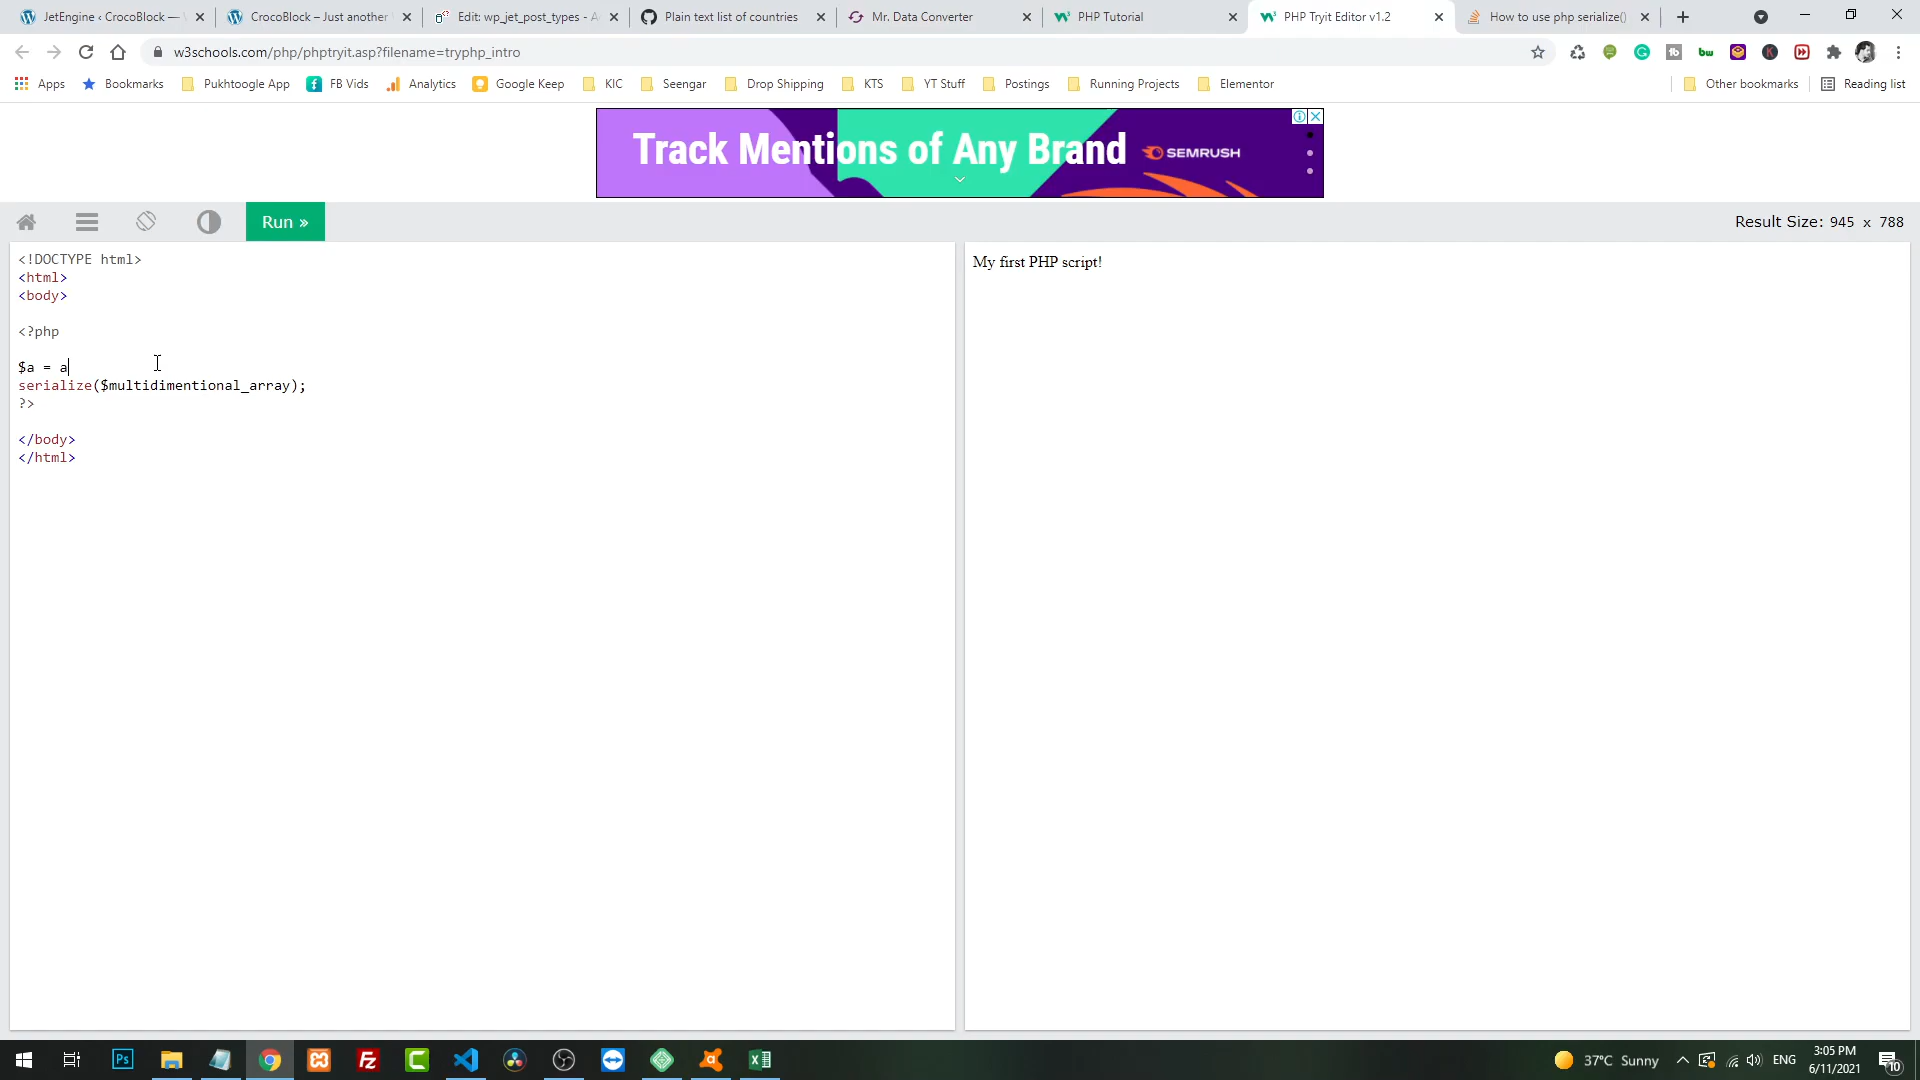 JetEngine ‹ CrocoBlock —
CrocoBlock – Just another
Edit: wp_jet_post_types - A
Plain text list of countries
Mr. Data Converter
PHP Tutorial
PHP Tryit Editor v1.2
How to use php serialize()
w3schools.com/php/phptryit.asp?filename=tryphp_intro
Apps
Bookmarks
Pukhtoogle App
FB Vids
Analytics
Google Keep
KIC
Seengar
Drop Shipping
KTS
YT Stuff
Postings
Running Projects
Elementor
Other bookmarks
Reading list
Track Mentions of Any Brand
SEMRUSH
Run »
Result Size: 945 x 788
<!DOCTYPE html>
<html>
<body>
<?php
$a = a
serialize($multidimentional_array);
?>
</body>
</html>
My first PHP script!
37°C Sunny
ENG
3:05 PM
6/11/2021
10